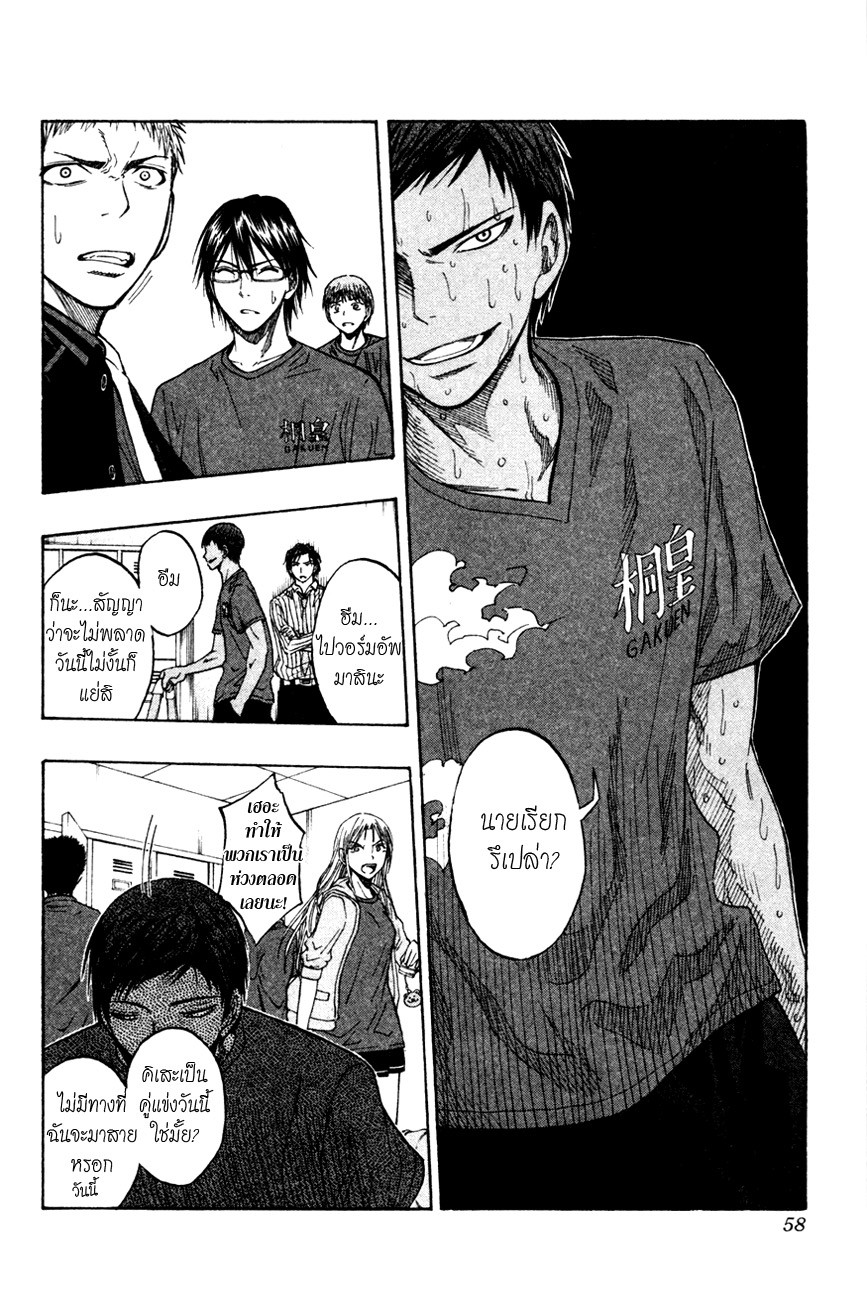 桐皇
GAKUEN
นายเรียก
รึเปล่า?
桐皇
GAKUEN
ฮึม...
ไปวอร์มอัพ
มาสินะ
อืม
ก็นะ...สัญญา
ว่าจะไม่พลาด
วันนี้ไม่งั้นก็
แย่สิ
เฮอะ
ทำให้
พวกเราเป็น
ห่วงตลอด
เลยนะ!
คิเสะเป็น
คู่แข่งวันนี้
ใช่มั้ย?
ไม่มีทางที่
ฉันจะมาสาย
หรอก
วันนี้
58